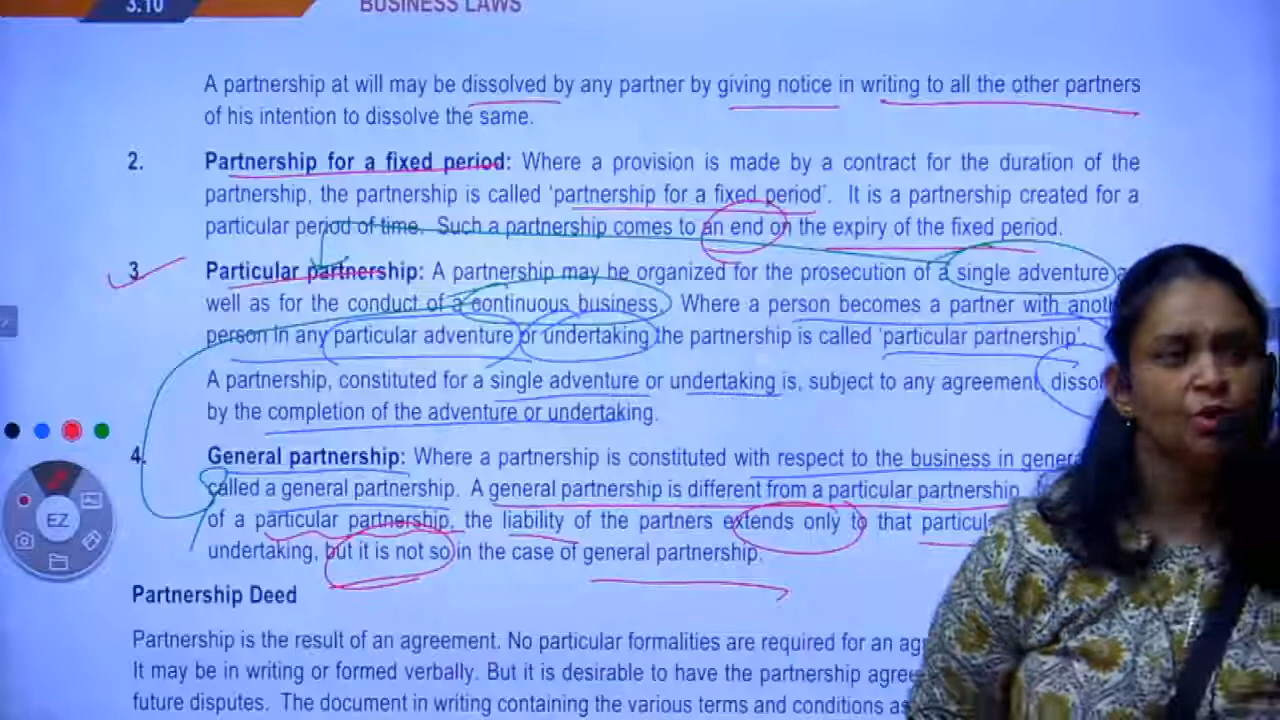 3.10 BUSINESS LAWS
A partnership at will may be dissolved by any partner by giving notice in writing to all the other partners
of his intention to dissolve the same.
2. Partnership for a fixed period: Where a provision is made by a contract for the duration of the
partnership, the partnership is called 'partnership for a fixed period'. It is a partnership created for a
particular period of time. Such a partnership comes to an end on the expiry of the fixed period.
3. Particular partnership: A partnership may be organized for the prosecution of a single adventure
well as for the conduct of a continuous business. Where a person becomes a partner with
person in any particular adventure or undertaking the partnership is called 'particular partnership'.
A partnership, constituted for a single adventure or undertaking is, subject to any agreement,
by the completion of the adventure or undertaking.
4. General partnership: Where a partnership is constituted with respect to the business in
called a general partnership. A general partnership is different from a particular partnership.
of a particular partnership, the liability of the partners extends only to that
undertaking, but it is not so in the case of general partnership.
Partnership Deed
Partnership is the result of an agreement. No particular formalities are required for an
It may be in writing or formed verbally. But it is desirable to have the partnership
future disputes. The document in writing containing the various terms and conditions as
EZ